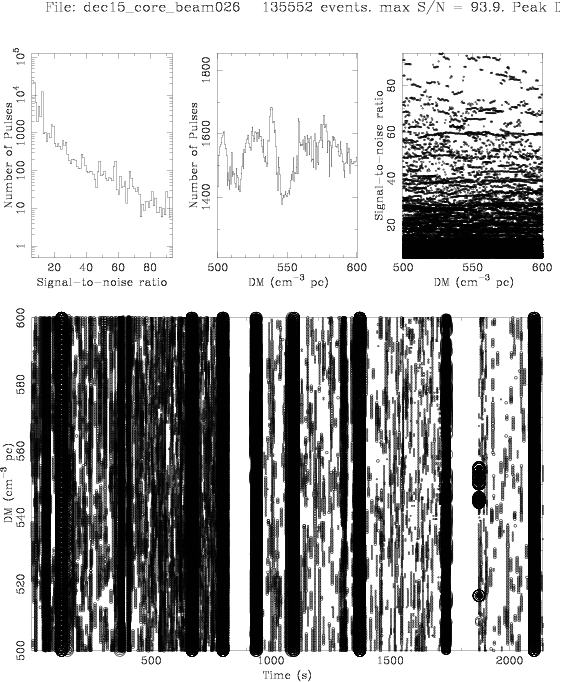 File: dec15_core_beam026 135552 events. max S/N = 93.9. Peak D
Number of Pulses
1 10 100 1000 10^4 10^5
20 40 60 80
Signal-to-noise ratio
Number of Pulses
1400 1600 1800
500 550 600
DM (cm^-3 pc)
Signal-to-noise ratio
20 40 60 80
500 550 600
DM (cm^-3 pc)
DM (cm^-3 pc)
500 520 540 560 580 600
500 1000 1500 2000
Time (s)